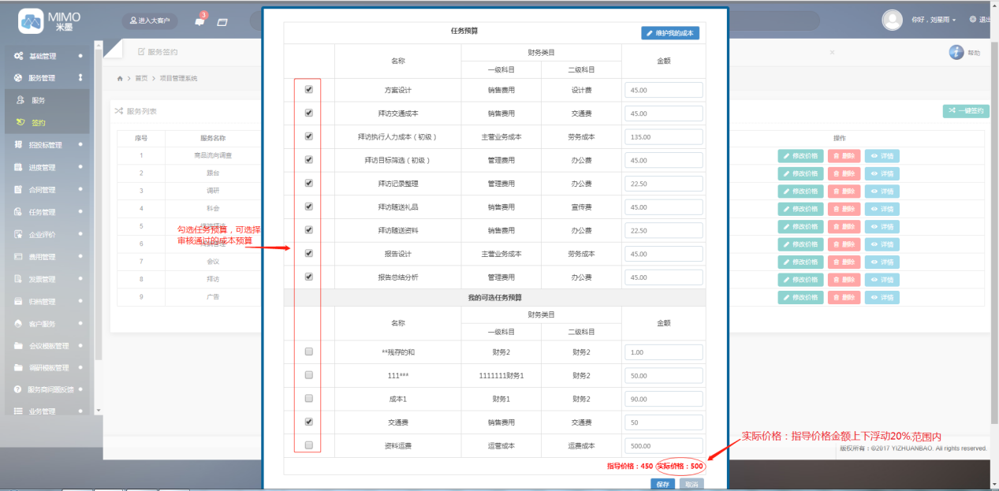 MIMO
米墨
进入大客户
3
你好，刘星雨
退出
基础管理
服务管理
服务
签约
招投标管理
进度管理
合同管理
任务管理
企业评价
费用管理
发票管理
归档管理
客户服务
会议模板管理
调研模板管理
服务商问题反馈
业务管理
服务签约
帮助
首页 > 项目管理系统
服务列表
一键签约
序号 服务名称 操作
1 商品流向调查 修改价格 删除 详情
2 跟台 修改价格 删除 详情
3 调研 修改价格 删除 详情
4 科会 修改价格 删除 详情
5 修改价格 删除 详情
6 修改价格 删除 详情
7 会议 修改价格 删除 详情
8 拜访 修改价格 删除 详情
9 广告 修改价格 删除 详情
勾选任务预算，可选择
审核通过的成本预算
任务预算 维护我的成本
名称 财务类目 金额
一级科目 二级科目
方案设计 销售费用 设计费 45.00
拜访交通成本 销售费用 交通费 45.00
拜访执行人力成本（初级） 主营业务成本 劳务成本 135.00
拜访目标筛选（初级） 管理费用 办公费 45.00
拜访记录整理 管理费用 办公费 22.50
拜访随送礼品 销售费用 宣传费 45.00
拜访随送资料 销售费用 办公费 22.50
报告设计 主营业务成本 劳务成本 45.00
报告总结分析 管理费用 办公费 45.00
我的可选任务预算
名称 财务类目 金额
一级科目 二级科目
**残存的和 财务2 财务2 1.00
111*** 1111111财务1 财务2 50.00
成本1 财务1 财务2 90.00
交通费 销售费用 交通费 50
资料运费 运营成本 运费成本 500.00
指导价格：450 实际价格：500
保存 取消
实际价格：指导价格金额上下浮动20%范围内
版权所有：©2017 YIZHUANBAO. All rights reserved.